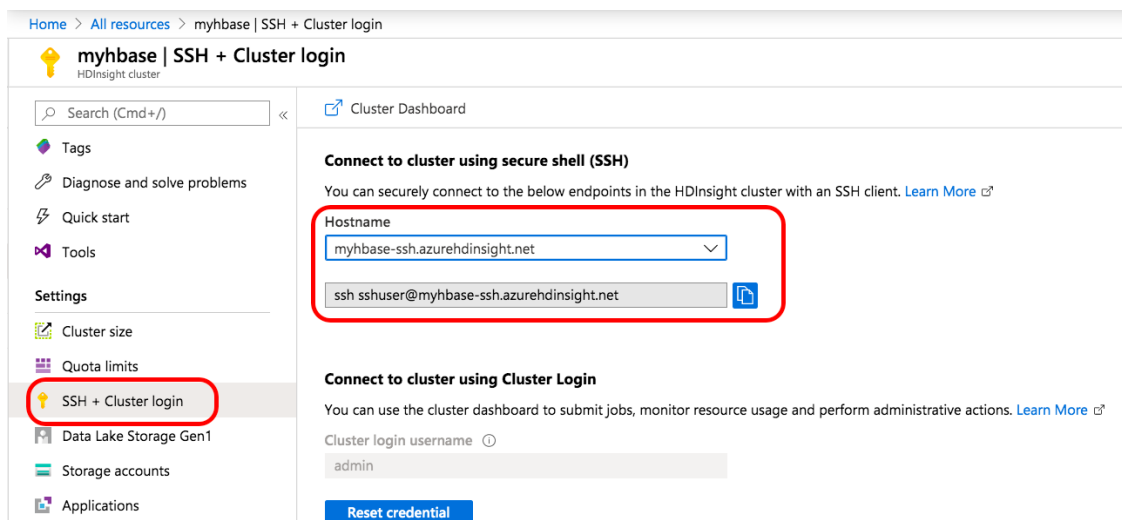 Home > All resources > myhbase | SSH + Cluster login
myhbase | SSH + Cluster login
HDInsight cluster
Search (Cmd+/)
«
Tags
Diagnose and solve problems
Quick start
Tools
Settings
Cluster size
Quota limits
SSH + Cluster login
Data Lake Storage Gen1
Storage accounts
Applications
Cluster Dashboard
Connect to cluster using secure shell (SSH)
You can securely connect to the below endpoints in the HDInsight cluster with an SSH client. Learn More
Hostname
myhbase-ssh.azurehdinsight.net
ssh sshuser@myhbase-ssh.azurehdinsight.net
Connect to cluster using Cluster Login
You can use the cluster dashboard to submit jobs, monitor resource usage and perform administrative actions. Learn More
Cluster login username
admin
Reset credential